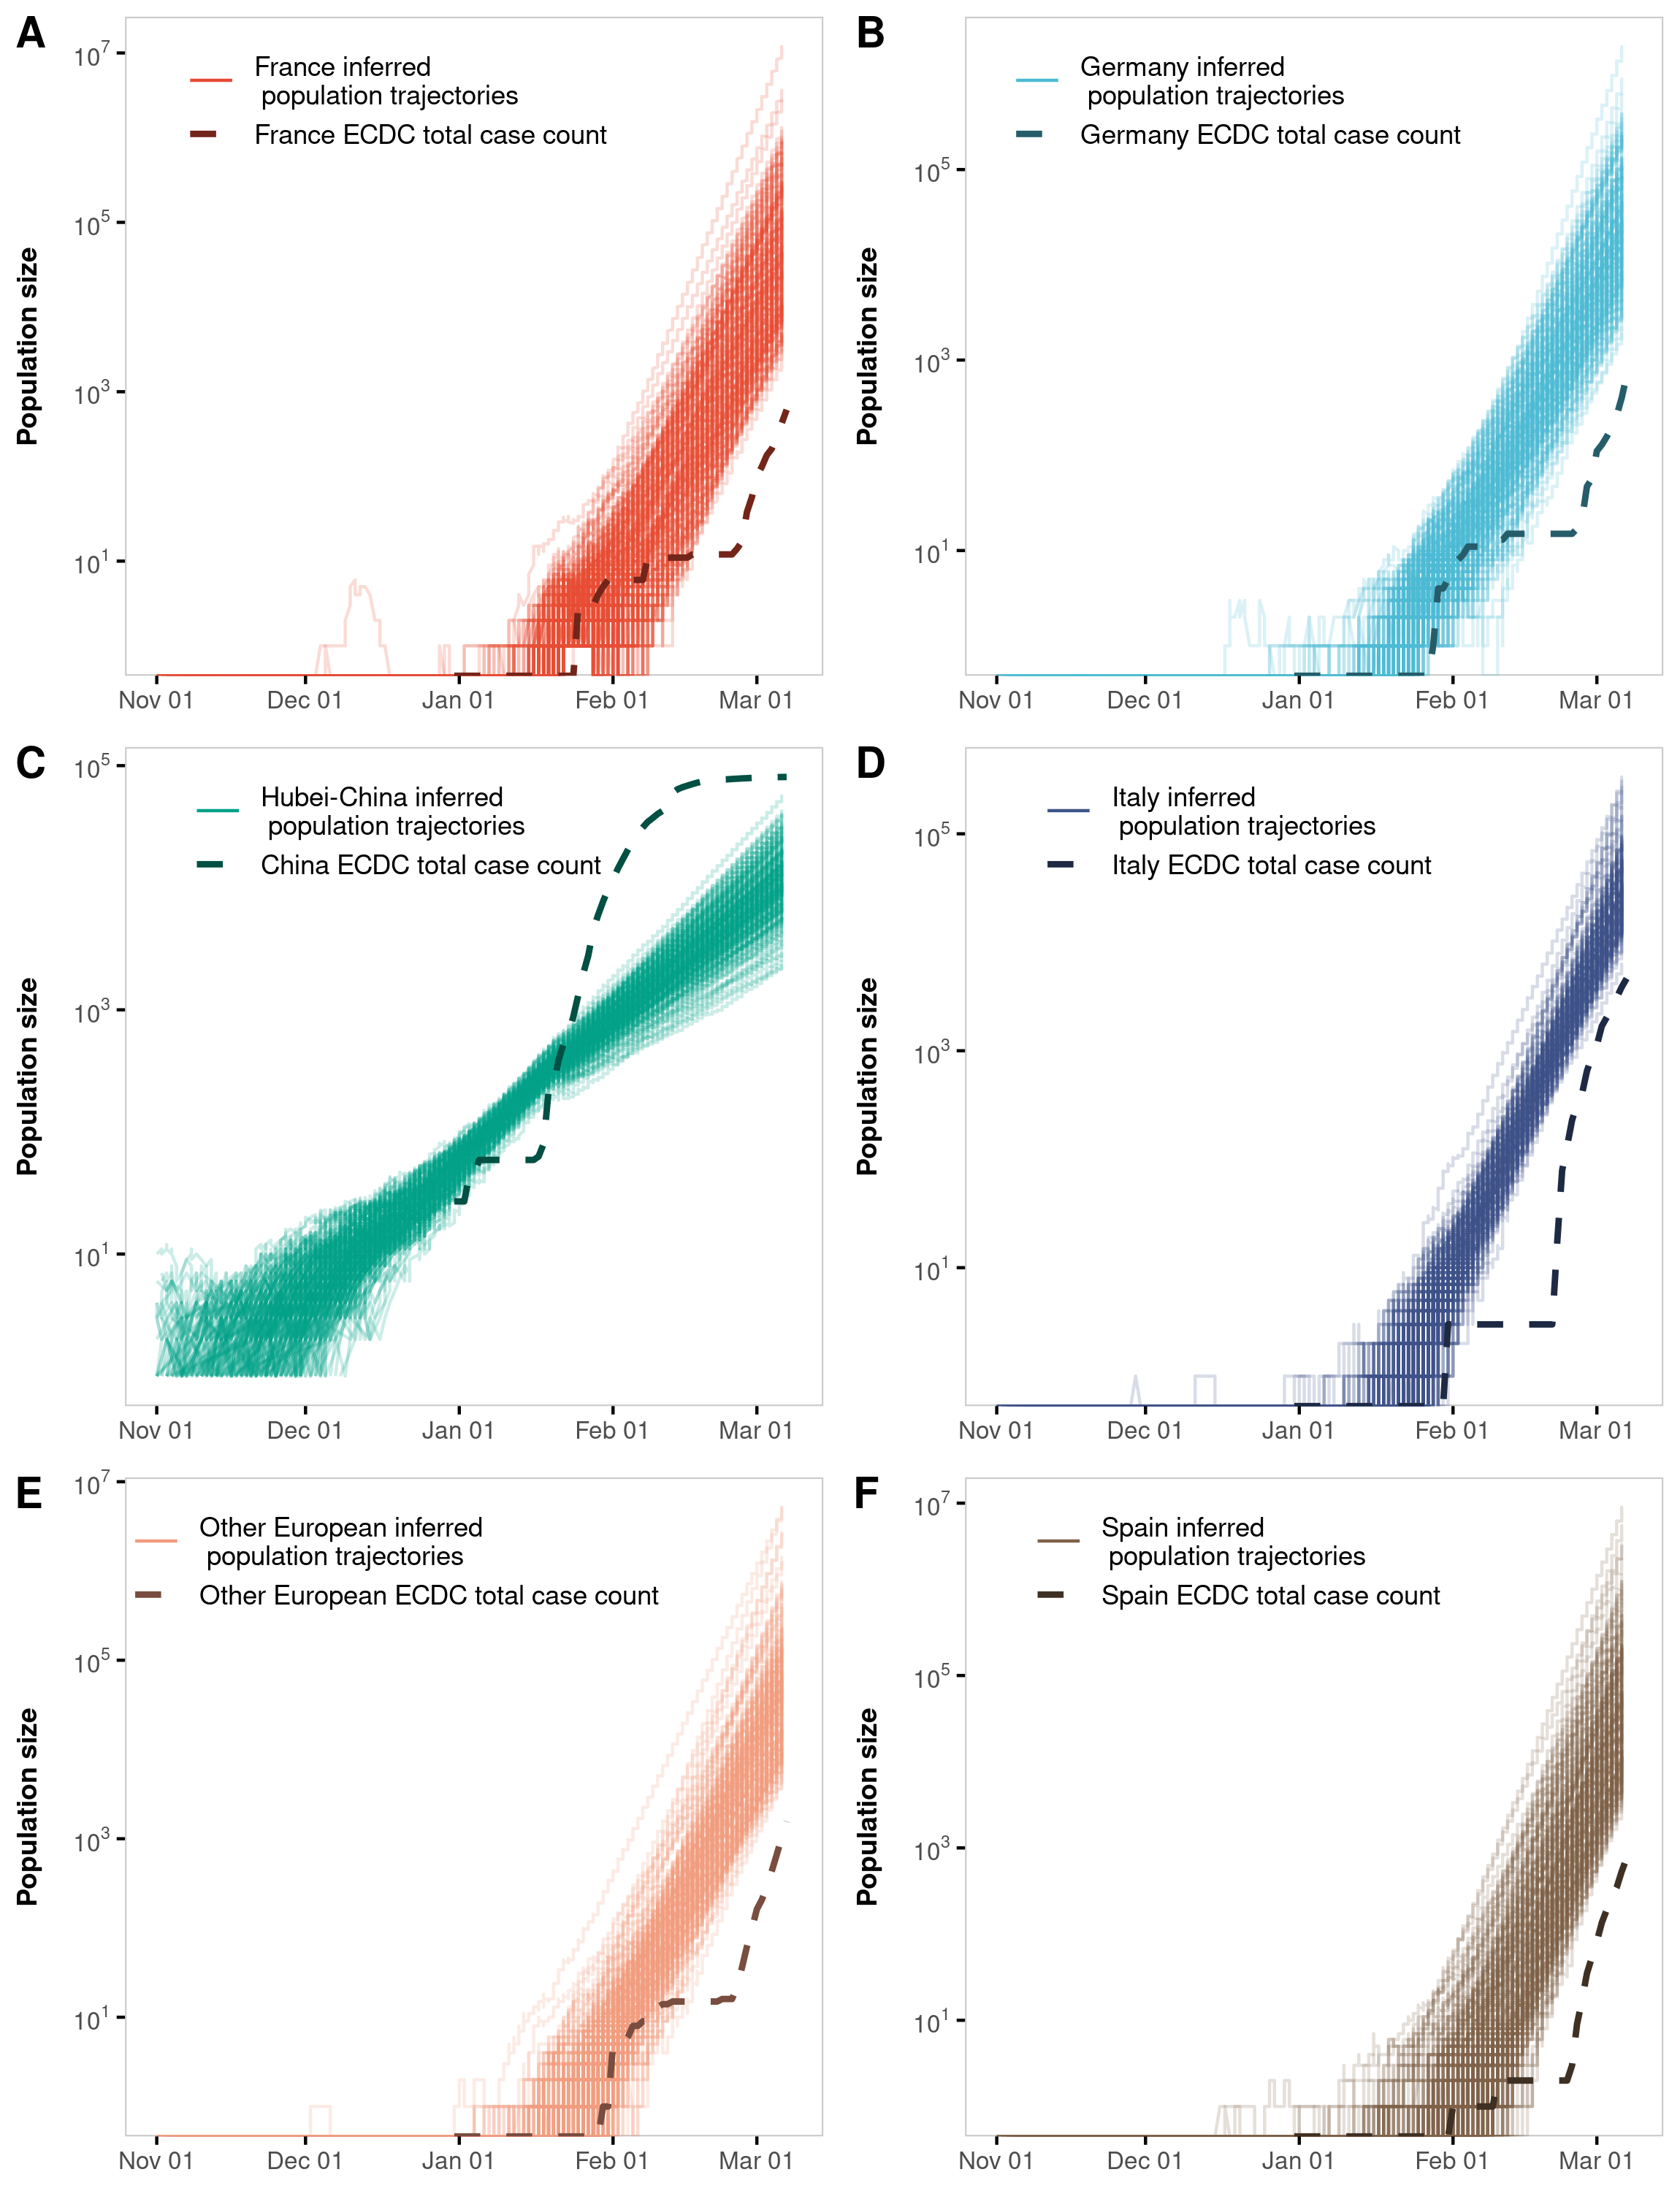 A
France inferred
population trajectories
France ECDC total case count
Population size
10^7
10^5
10^3
10^1
Nov 01 Dec 01 Jan 01 Feb 01 Mar 01
B
Germany inferred
population trajectories
Germany ECDC total case count
Population size
10^5
10^3
10^1
Nov 01 Dec 01 Jan 01 Feb 01 Mar 01
C
Hubei-China inferred
population trajectories
China ECDC total case count
Population size
10^5
10^3
10^1
Nov 01 Dec 01 Jan 01 Feb 01 Mar 01
D
Italy inferred
population trajectories
Italy ECDC total case count
Population size
10^5
10^3
10^1
Nov 01 Dec 01 Jan 01 Feb 01 Mar 01
E
Other European inferred
population trajectories
Other European ECDC total case count
Population size
10^7
10^5
10^3
10^1
Nov 01 Dec 01 Jan 01 Feb 01 Mar 01
F
Spain inferred
population trajectories
Spain ECDC total case count
Population size
10^7
10^5
10^3
10^1
Nov 01 Dec 01 Jan 01 Feb 01 Mar 01